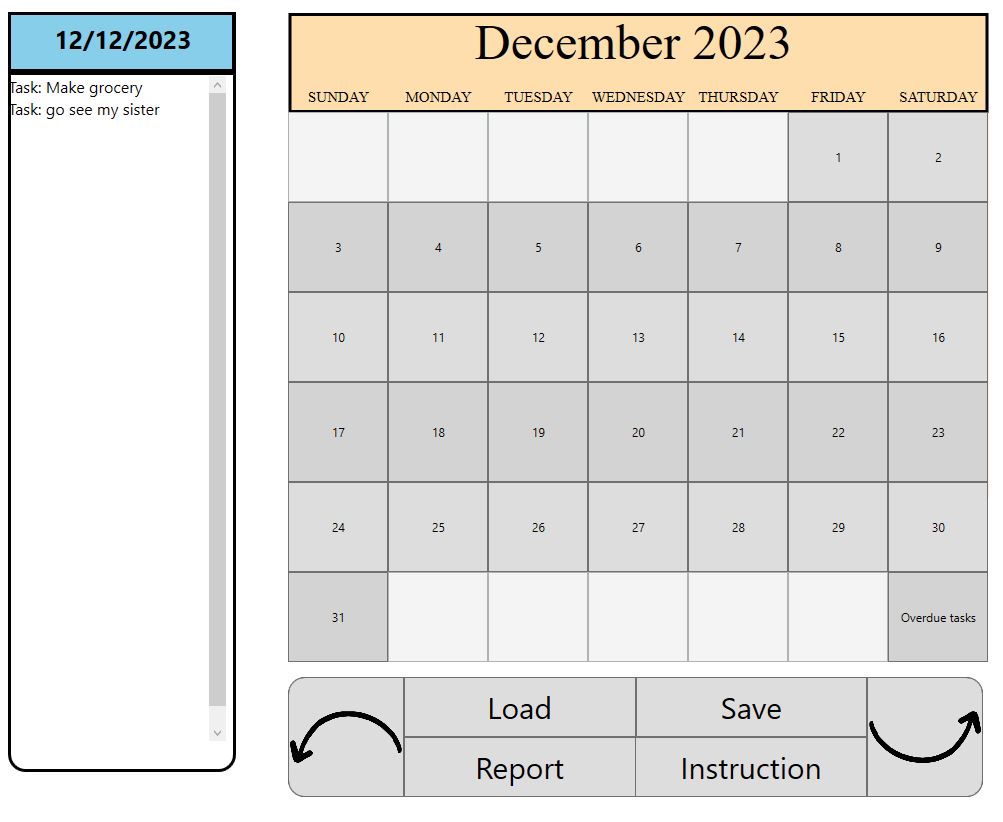 12/12/2023
Task: Make grocery
Task: go see my sister
December 2023
SUNDAY MONDAY TUESDAY WEDNESDAY THURSDAY FRIDAY SATURDAY
1 2
3 4 5 6 7 8 9
10 11 12 13 14 15 16
17 18 19 20 21 22 23
24 25 26 27 28 29 30
31 Overdue tasks
Load Save
Report Instruction